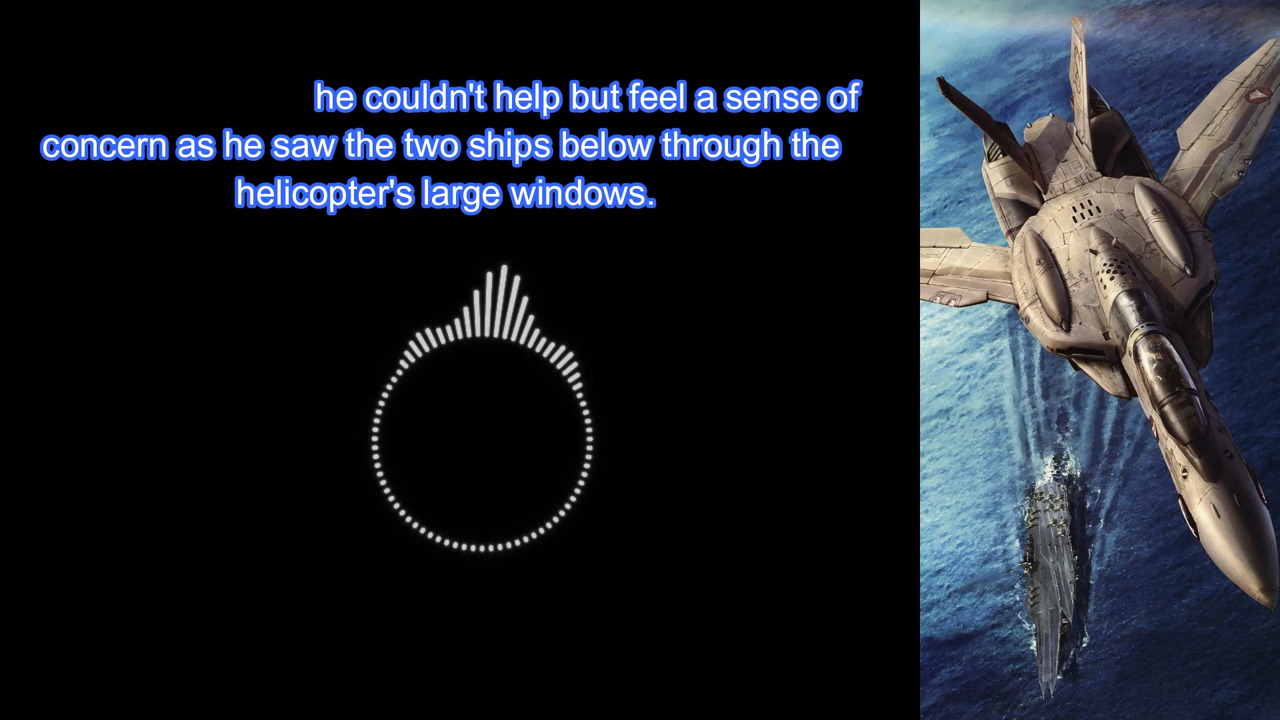 he couldn't help but feel a sense of
concern as he saw the two ships below through the
helicopter's large windows.